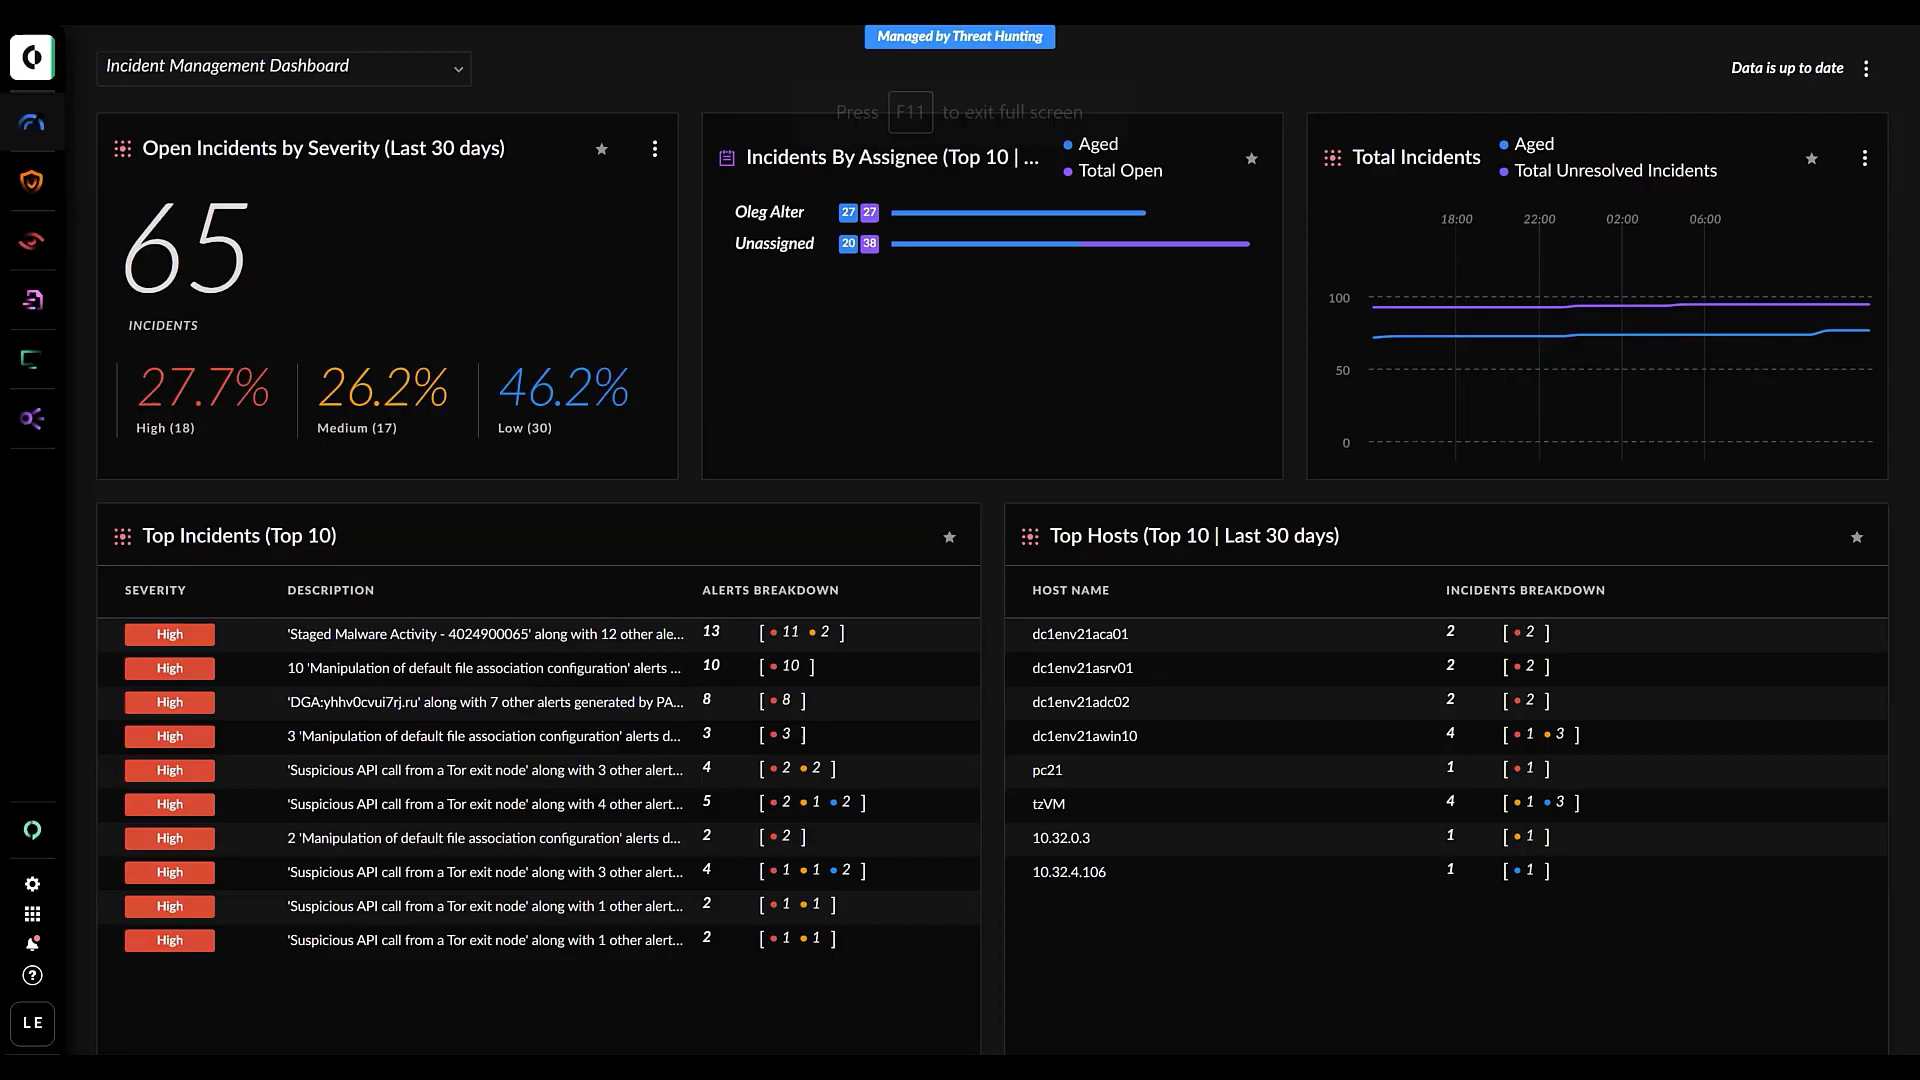 Managed by Threat Hunting
Incident Management Dashboard
Data is up to date
Press F11 to exit full screen
Open Incidents by Severity (Last 30 days)
65
INCIDENTS
27.7%
High (18)
26.2%
Medium (17)
46.2%
Low (30)
Incidents By Assignee (Top 10 | ...
Aged
Total Open
Oleg Alter 27 27
Unassigned 20 38
Total Incidents
Aged
Total Unresolved Incidents
18:00 22:00 02:00 06:00
100
50
0
Top Incidents (Top 10)
SEVERITY DESCRIPTION ALERTS BREAKDOWN
High 'Staged Malware Activity - 4024900065' along with 12 other ale... 13 [ 11 2 ]
High 10 'Manipulation of default file association configuration' alerts ... 10 [ 10 ]
High 'DGA:yhhv0cvui7rj.ru' along with 7 other alerts generated by PA... 8 [ 8 ]
High 3 'Manipulation of default file association configuration' alerts d... 3 [ 3 ]
High 'Suspicious API call from a Tor exit node' along with 3 other alert... 4 [ 2 2 ]
High 'Suspicious API call from a Tor exit node' along with 4 other alert... 5 [ 2 1 2 ]
High 2 'Manipulation of default file association configuration' alerts d... 2 [ 2 ]
High 'Suspicious API call from a Tor exit node' along with 3 other alert... 4 [ 1 1 2 ]
High 'Suspicious API call from a Tor exit node' along with 1 other alert... 2 [ 1 1 ]
High 'Suspicious API call from a Tor exit node' along with 1 other alert... 2 [ 1 1 ]
Top Hosts (Top 10 | Last 30 days)
HOST NAME INCIDENTS BREAKDOWN
dc1env21aca01 2 [ 2 ]
dc1env21asrv01 2 [ 2 ]
dc1env21adc02 2 [ 2 ]
dc1env21awin10 4 [ 1 3 ]
pc21 1 [ 1 ]
tzVM 4 [ 1 3 ]
10.32.0.3 1 [ 1 ]
10.32.4.106 1 [ 1 ]
LE